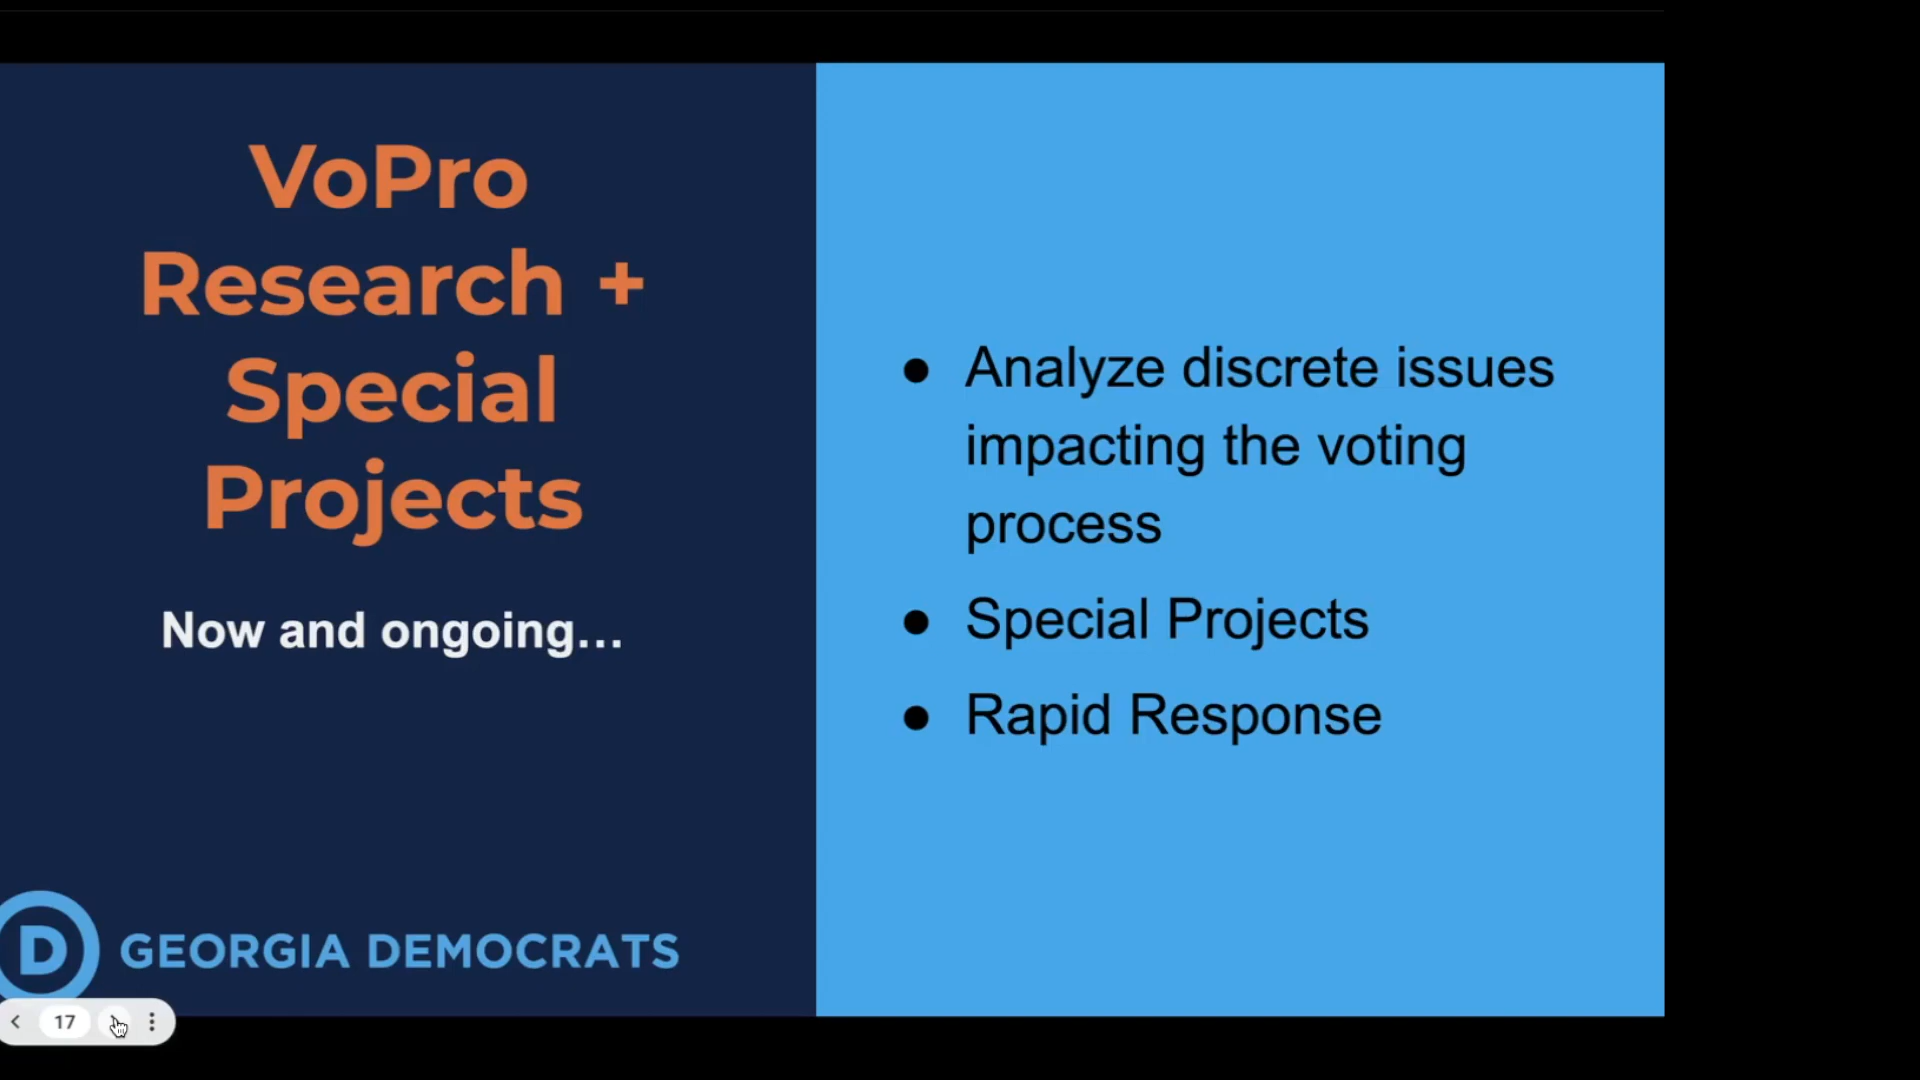 VoPro
Research +
Special
Projects
Now and ongoing…
D GEORGIA DEMOCRATS
● Analyze discrete issues
impacting the voting
process
● Special Projects
● Rapid Response
17